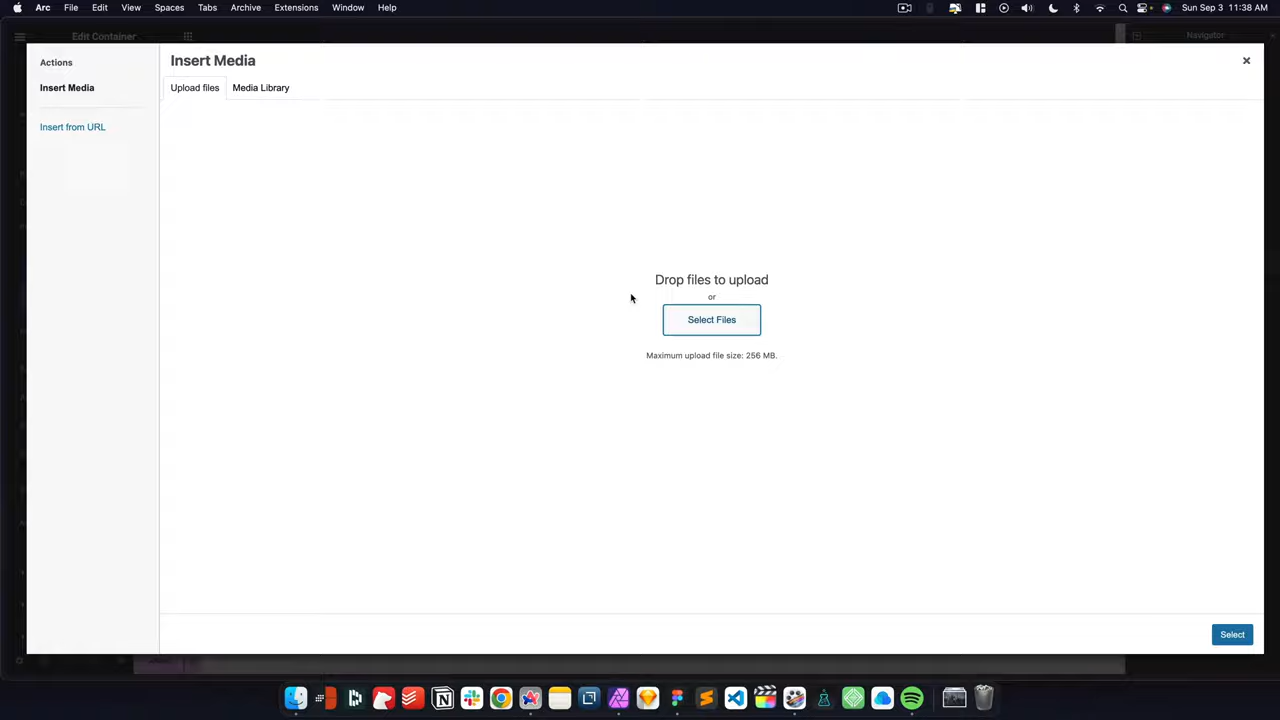 Arc File Edit View Spaces Tabs Archive Extensions Window Help Sun Sep 3 11:38 AM
Edit Container Navigator
Actions
Insert Media
Insert from URL
Insert Media
Upload files Media Library
Drop files to upload
or
Select Files
Maximum upload file size: 256 MB.
Select